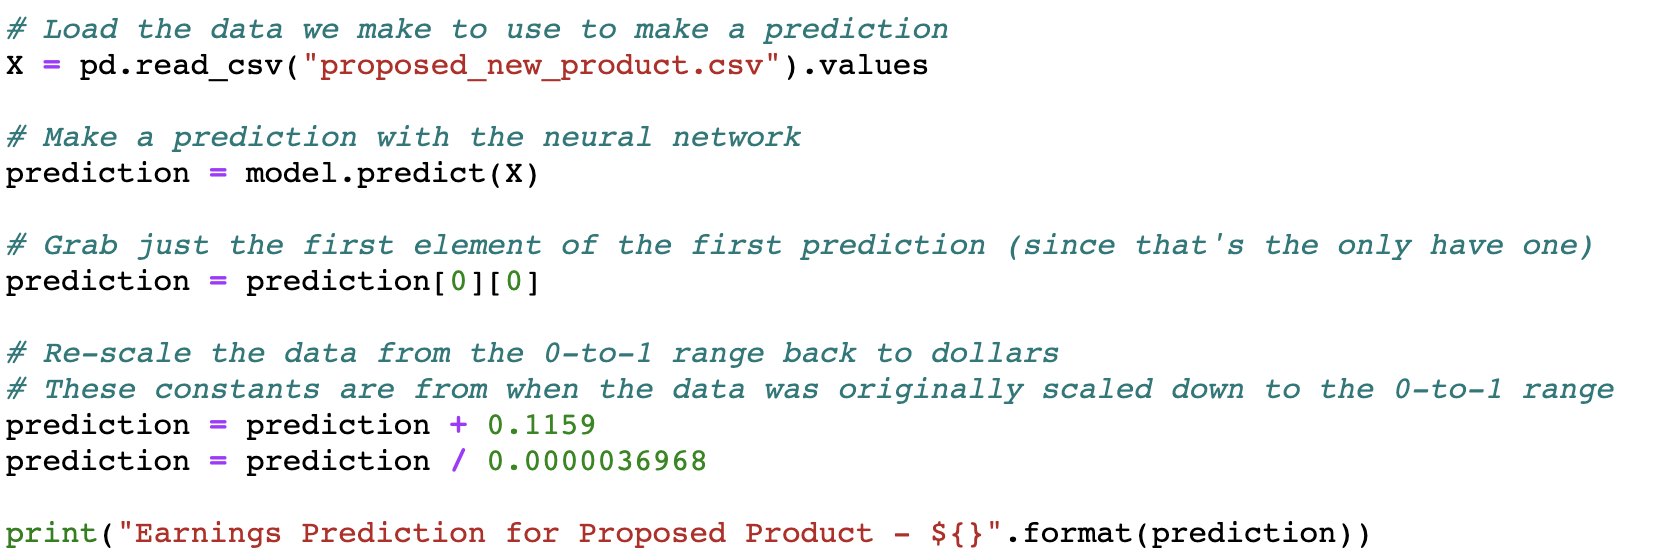 # Load the data we make to use to make a prediction
X = pd.read_csv("proposed_new_product.csv").values
# Make a prediction with the neural network
prediction = model.predict(X)
# Grab just the first element of the first prediction (since that's the only have one)
prediction = prediction[0][0]
# Re-scale the data from the 0-to-1 range back to dollars
# These constants are from when the data was originally scaled down to the 0-to-1 range
prediction = prediction + 0.1159
prediction = prediction / 0.0000036968
print("Earnings Prediction for Proposed Product - ${}".format(prediction))